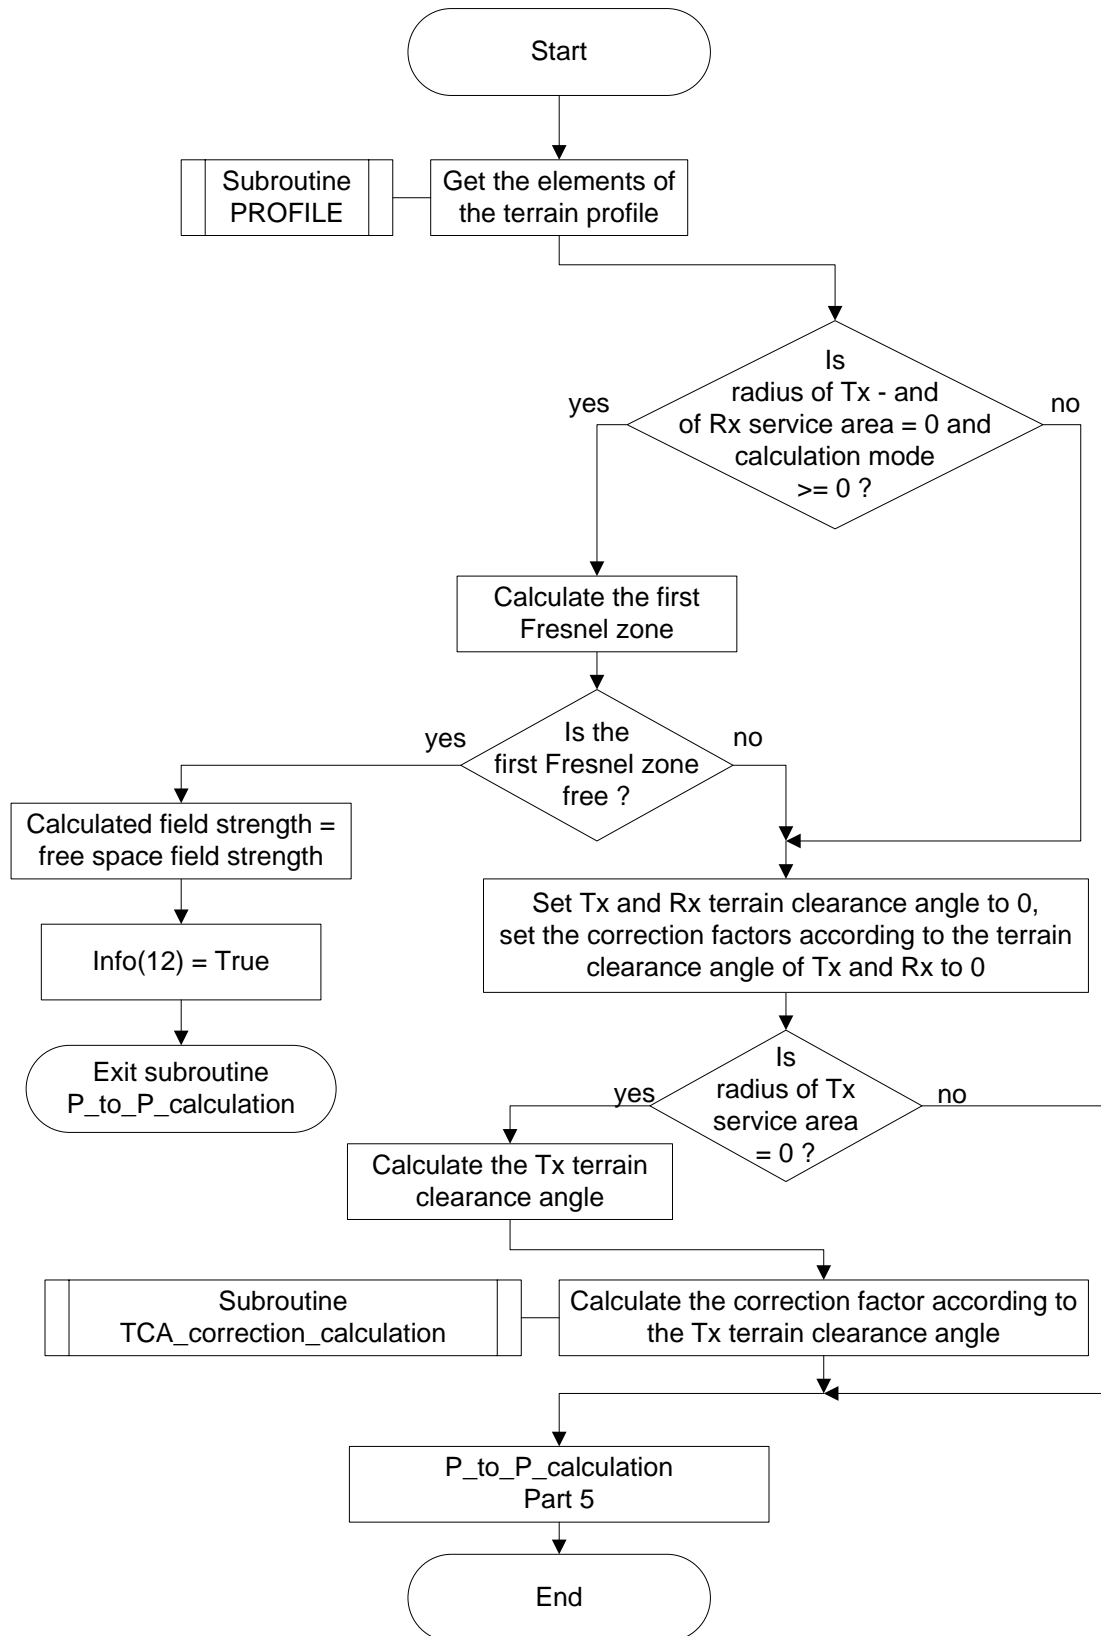 Start
Subroutine
PROFILE
Get the elements of
the terrain profile
Is
radius of Tx - and
of Rx service area = 0 and
calculation mode
>= 0 ?
yes
no
Calculate the first
Fresnel zone
Is the
first Fresnel zone
free ?
yes
no
Calculated field strength =
free space field strength
Info(12) = True
Exit subroutine
P_to_P_calculation
Set Tx and Rx terrain clearance angle to 0,
set the correction factors according to the terrain
clearance angle of Tx and Rx to 0
Is
radius of Tx
service area
= 0 ?
yes
no
Calculate the Tx terrain
clearance angle
Subroutine
TCA_correction_calculation
Calculate the correction factor according to
the Tx terrain clearance angle
P_to_P_calculation
Part 5
End